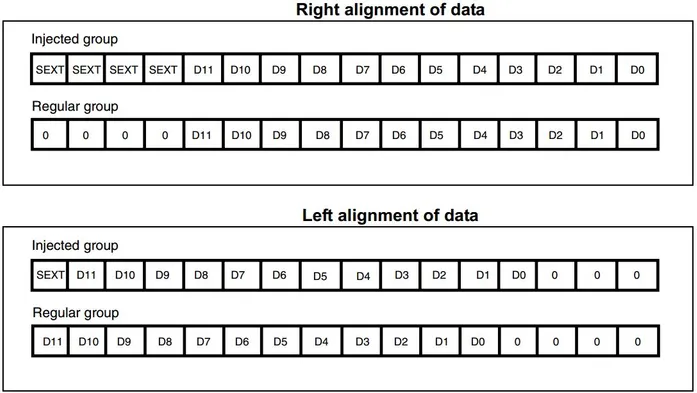 Right alignment of data
Injected group
SEXT SEXT SEXT SEXT D11 D10 D9 D8 D7 D6 D5 D4 D3 D2 D1 D0
Regular group
0 0 0 0 D11 D10 D9 D8 D7 D6 D5 D4 D3 D2 D1 D0
Left alignment of data
Injected group
SEXT D11 D10 D9 D8 D7 D6 D5 D4 D3 D2 D1 D0 0 0 0
Regular group
D11 D10 D9 D8 D7 D6 D5 D4 D3 D2 D1 D0 0 0 0 0